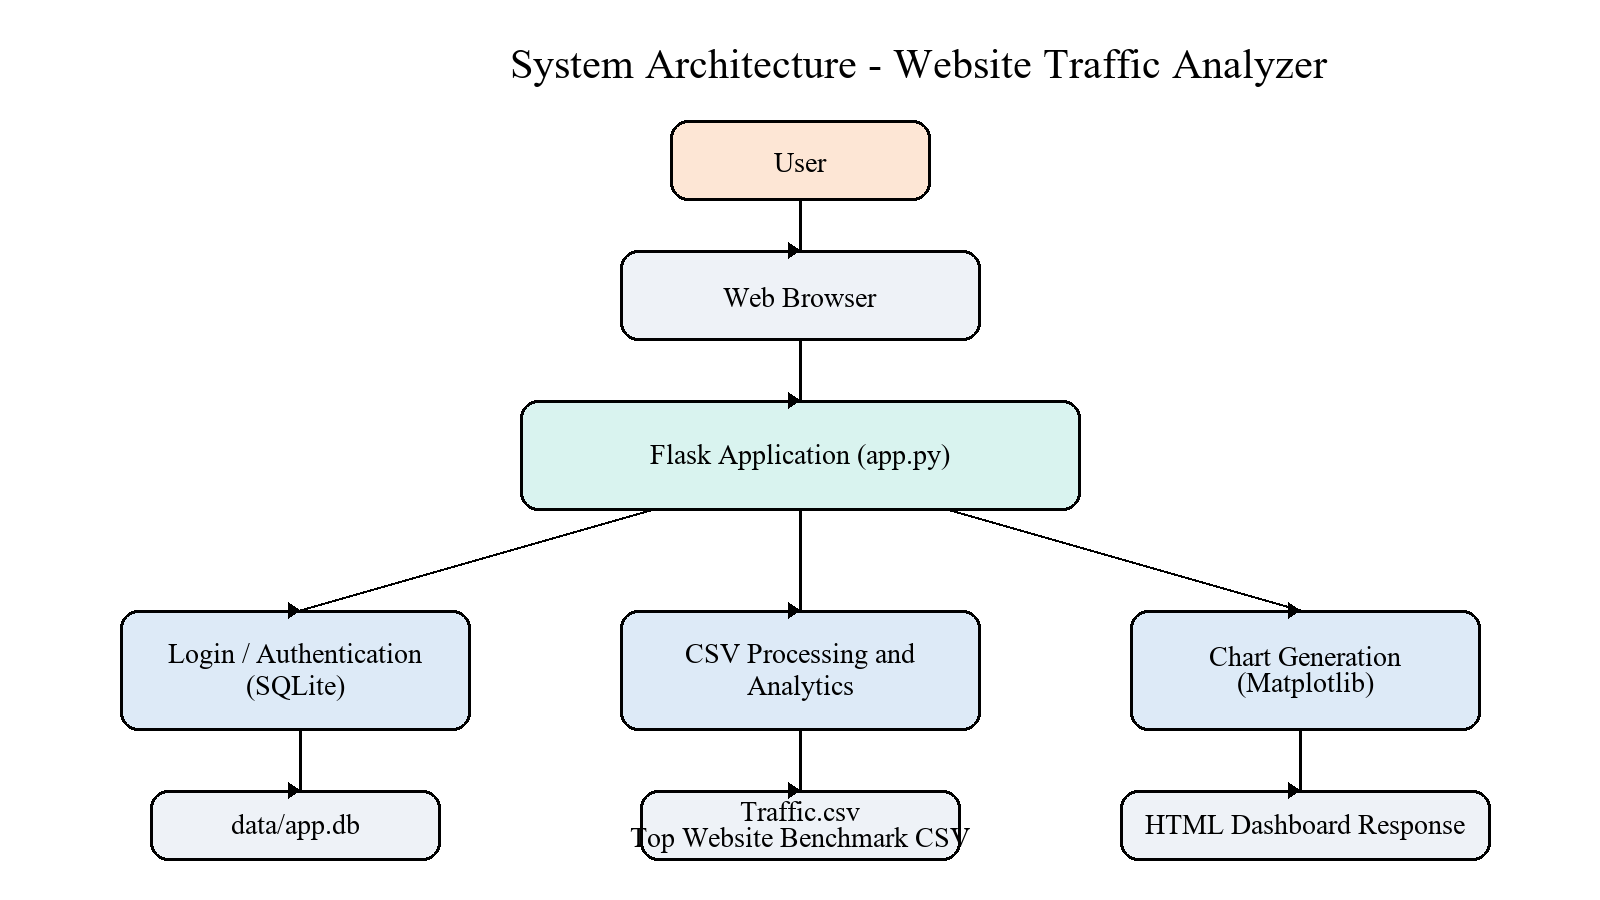 System Architecture - Website Traffic Analyzer
User
Web Browser
Flask Application (app.py)
Login / Authentication
(SQLite)
CSV Processing and
Analytics
Chart Generation
(Matplotlib)
data/app.db
Traffic.csv
Top Website Benchmark CSV
HTML Dashboard Response